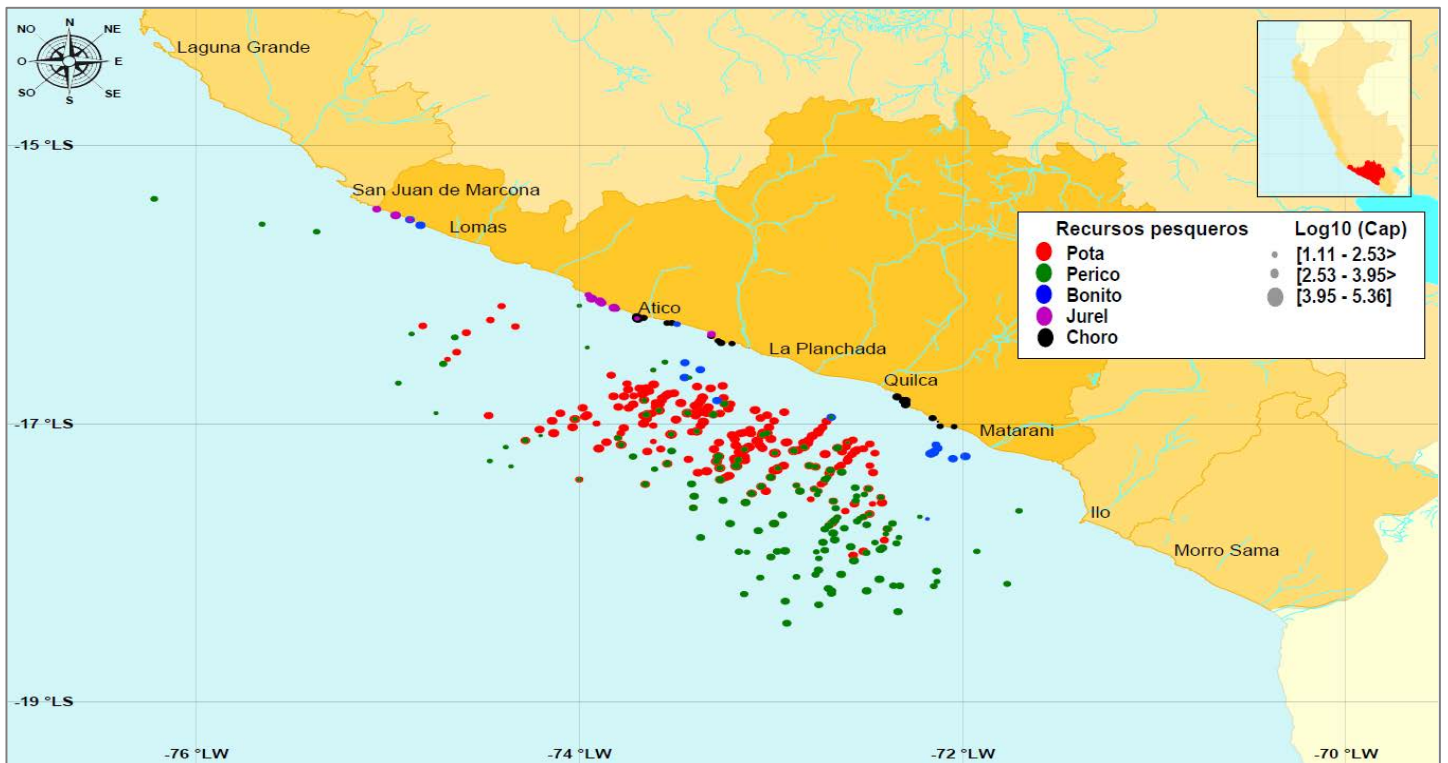 N
NO
NE
O
E
SO
SE
S
Laguna Grande
-15 °LS
San Juan de Marcona
Lomas
Atico
La Planchada
Quilca
-17 °LS
Matarani
Ilo
Morro Sama
-19 °LS
-76 °LW
-74 °LW
-72 °LW
-70 °LW
Recursos pesqueros
Pota
Perico
Bonito
Jurel
Choro
Log10 (Cap)
[1.11 - 2.53>
[2.53 - 3.95>
[3.95 - 5.36]